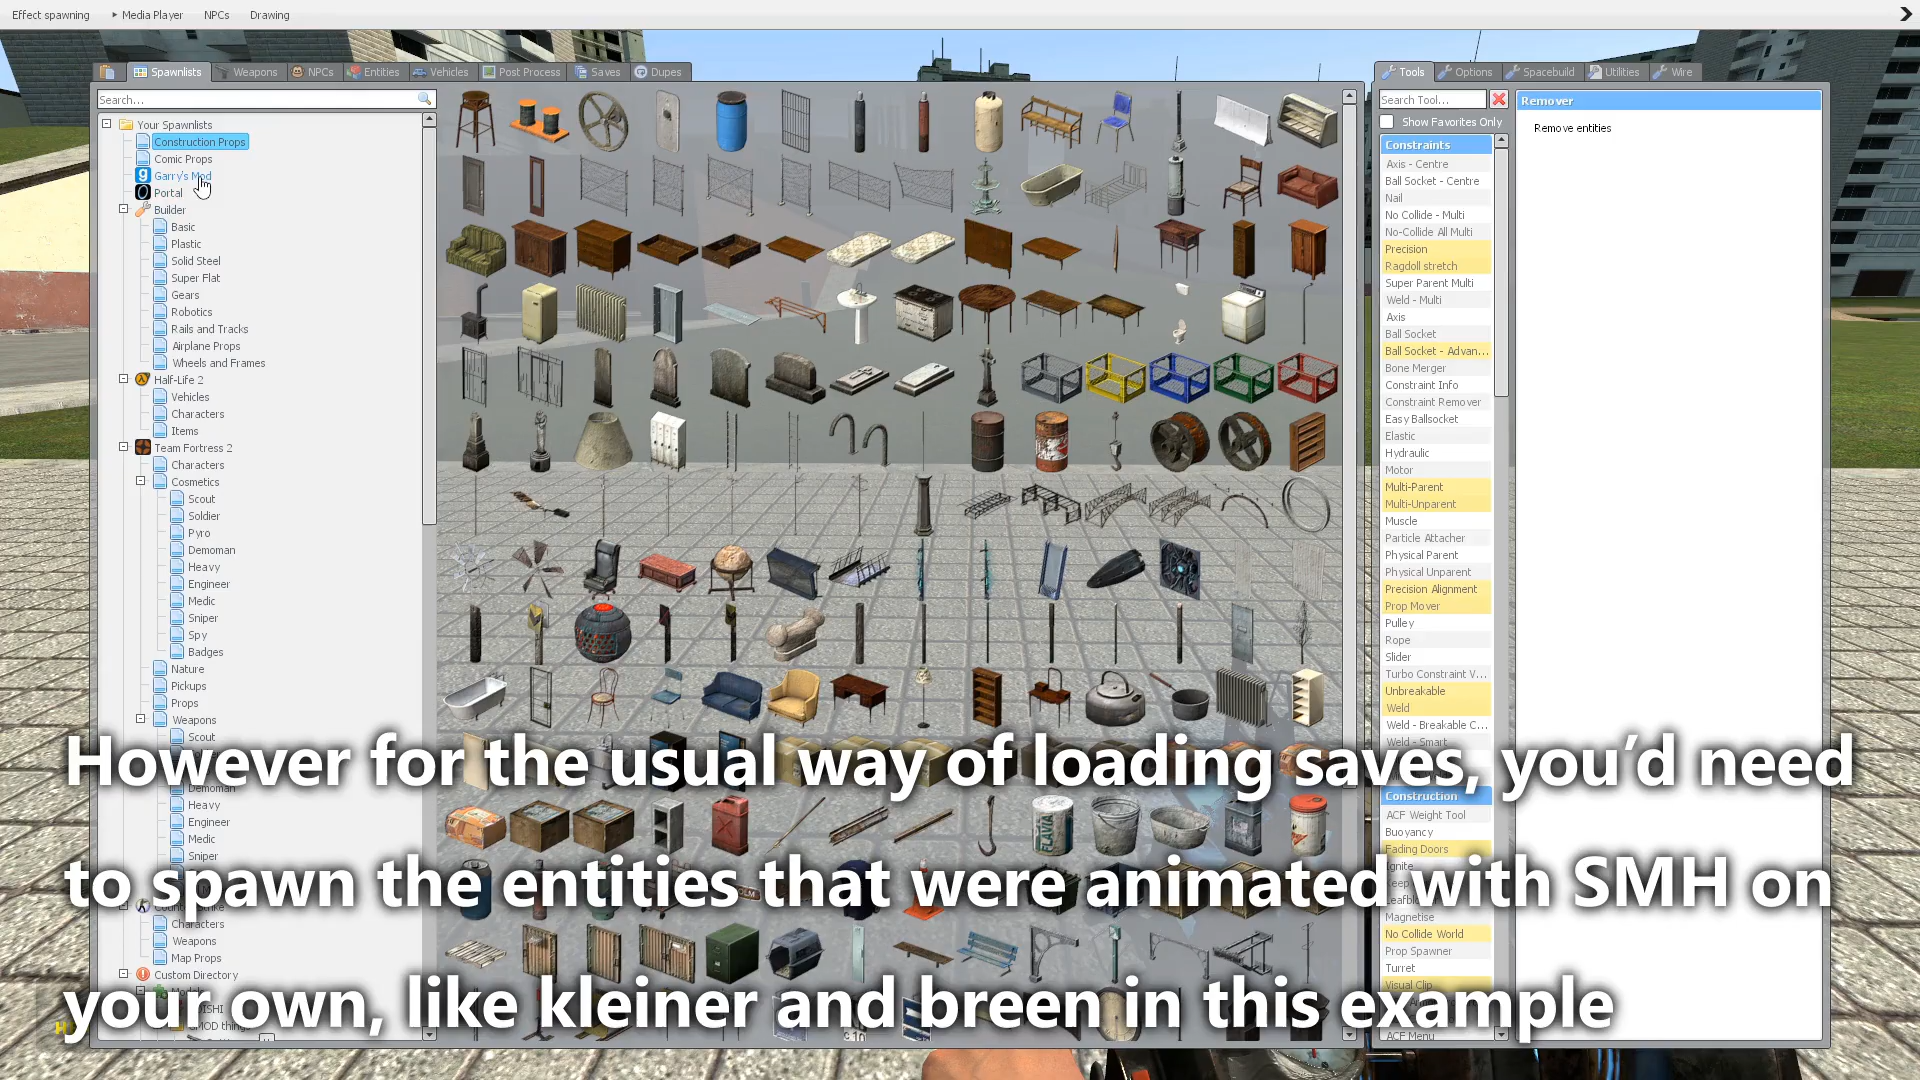 Effect spawning
Media Player
NPCs
Drawing
Spawnlists
Weapons
NPCs
Entities
Vehicles
Post Process
Saves
Dupes
Search...
Your Spawnlists
Construction Props
Comic Props
Garry's Mod
Portal
Builder
Basic
Plastic
Solid Steel
Super Flat
Gears
Robotics
Rails and Tracks
Airplane Props
Wheels and Frames
Half-Life 2
Vehicles
Characters
Items
Team Fortress 2
Characters
Cosmetics
Scout
Soldier
Pyro
Demoman
Heavy
Engineer
Medic
Sniper
Spy
Badges
Nature
Pickups
Props
Weapons
Scout
Demoman
Heavy
Engineer
Medic
Sniper
Characters
Weapons
Map Props
Custom Directory
Tools
Options
Spacebuild
Utilities
Wire
Search Tool...
Show Favorites Only
Constraints
Axis - Centre
Ball Socket - Centre
Nail
No Collide - Multi
No-Collide All Multi
Precision
Ragdoll stretch
Super Parent Multi
Weld - Multi
Axis
Ball Socket
Ball Socket - Advan...
Bone Merger
Constraint Info
Constraint Remover
Easy Ballsocket
Elastic
Hydraulic
Motor
Multi-Parent
Multi-Unparent
Muscle
Particle Attacher
Physical Parent
Physical Unparent
Precision Alignment
Prop Mover
Pulley
Rope
Slider
Turbo Constraint V...
Unbreakable
Weld
Weld - Breakable C...
Weld - Smart
Construction
ACF Weight Tool
Buoyancy
Fading Doors
Ignite
Magnetise
No Collide World
Prop Spawner
Turret
Visual Clip
ACF Menu
Remover
Remove entities
However for the usual way of loading saves, you'd need
to spawn the entities that were animated with SMH on
your own, like kleiner and breen in this example